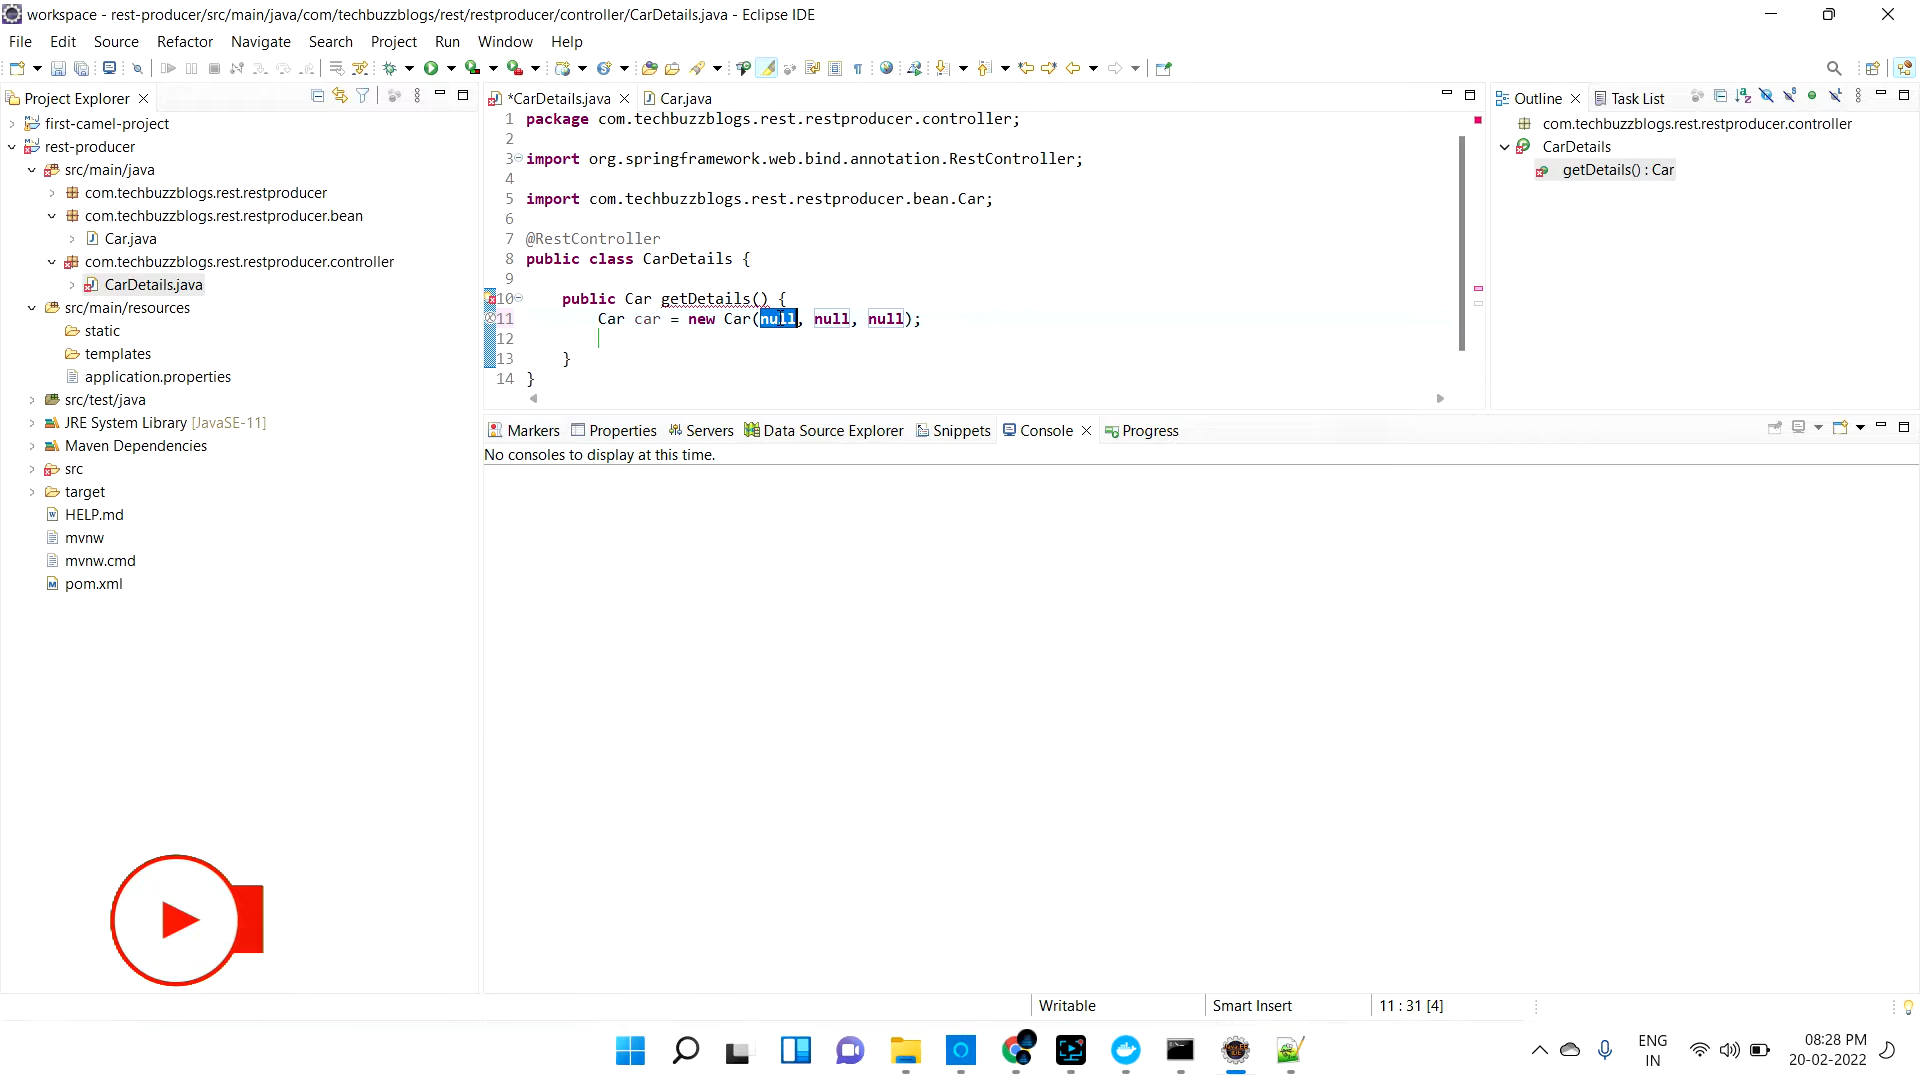 workspace - rest-producer/src/main/java/com/techbuzzblogs/rest/restproducer/controller/CarDetails.java - Eclipse IDE
File Edit Source Refactor Navigate Search Project Run Window Help
Project Explorer
first-camel-project
rest-producer
src/main/java
com.techbuzzblogs.rest.restproducer
com.techbuzzblogs.rest.restproducer.bean
Car.java
com.techbuzzblogs.rest.restproducer.controller
CarDetails.java
src/main/resources
static
templates
application.properties
src/test/java
JRE System Library [JavaSE-11]
Maven Dependencies
src
target
HELP.md
mvnw
mvnw.cmd
pom.xml
*CarDetails.java Car.java
1 package com.techbuzzblogs.rest.restproducer.controller;
2
3 import org.springframework.web.bind.annotation.RestController;
4
5 import com.techbuzzblogs.rest.restproducer.bean.Car;
6
7 @RestController
8 public class CarDetails {
9
10 public Car getDetails() {
11 Car car = new Car(null, null, null);
12
13 }
14 }
Outline Task List
com.techbuzzblogs.rest.restproducer.controller
CarDetails
getDetails() : Car
Markers Properties Servers Data Source Explorer Snippets Console Progress
No consoles to display at this time.
Writable Smart Insert 11 : 31 [4]
ENG
IN
08:28 PM
20-02-2022